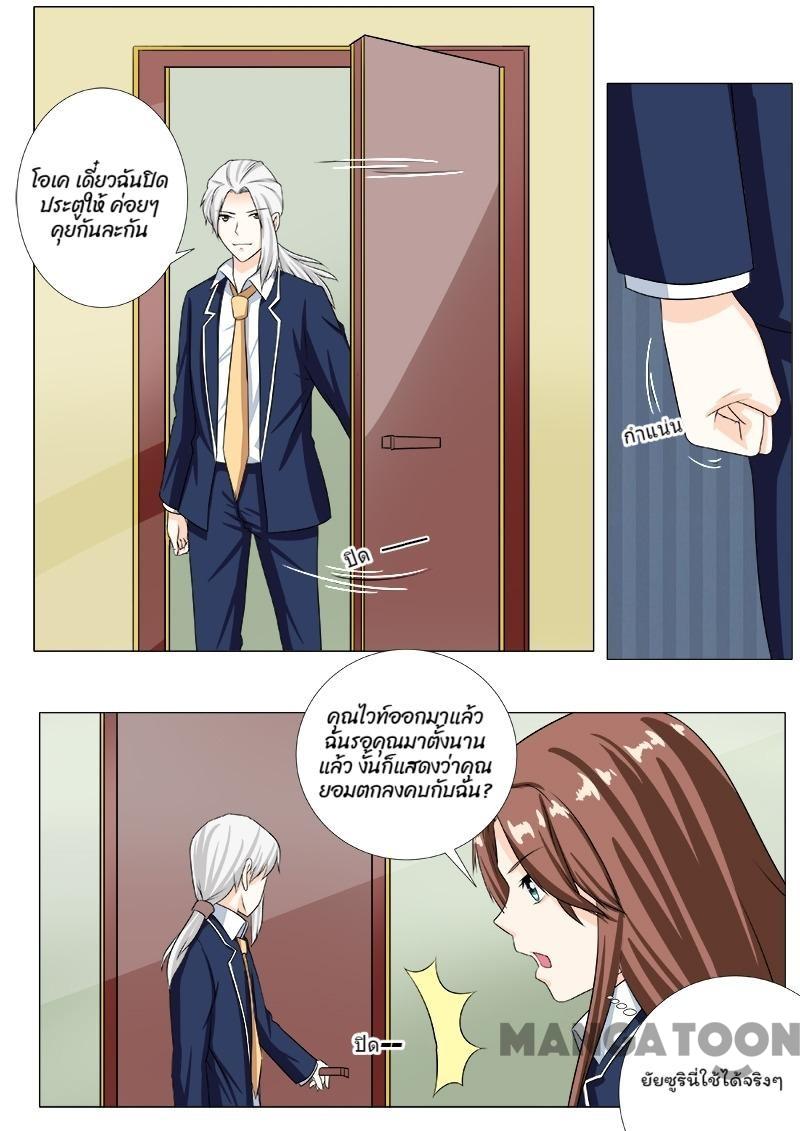 โอเค เดี๋ยวฉันปิด
ประตูให้ ค่อยๆ
คุยกันละกัน
กำแน่น
ปิด
คุณไวท์ออกมาแล้ว
ฉันรอคุณมาตั้งนาน
แล้ว งั้นก็แสดงว่าคุณ
ยอมตกลงคบกับฉัน?
ปิด--
MANGATOON
ยัยซูรินี่ใช้ได้จริงๆ